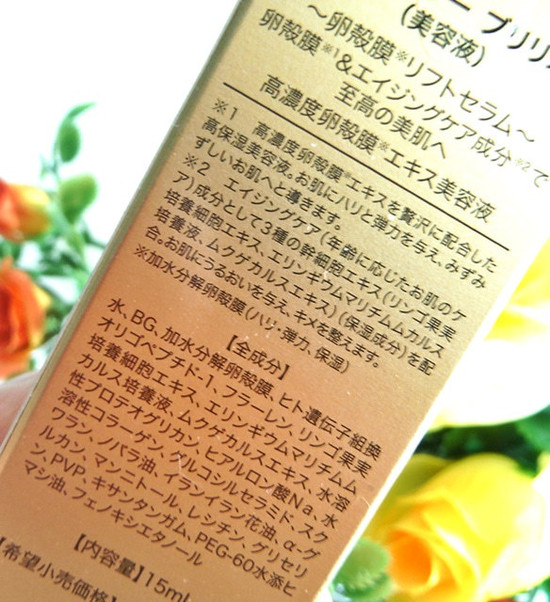 ー ブリリ
(美容液)
～卵殻膜※リフトセラム～
卵殻膜※1&エイジングケア成分※2で
至高の美肌へ
高濃度卵殻膜※エキス美容液
※1 高濃度卵殻膜※エキスを贅沢に配合した
高保湿美容液。お肌にハリと弾力を与え、みずみ
ずしいお肌へと導きます。
※2 エイジングケア(年齢に応じたお肌のケ
ア)成分として3種の幹細胞エキス(リンゴ果実
培養細胞エキス、エリンギウムマリチムムカルス
培養液、ムクゲカルスエキス)(保湿成分)を配
合。お肌にうるおいを与え、キメを整えます。
※加水分解卵殻膜(ハリ・弾力、保湿)
【全成分】
水、BG、加水分解卵殻膜、ヒト遺伝子組換
オリゴペプチド-1、フラーレン、リンゴ果実
培養細胞エキス、エリンギウムマリチムム
カルス培養液、ムクゲカルスエキス、水溶
性プロテオグリカン、ヒアルロン酸Na、水
溶性コラーゲン、グルコシルセラミド、スク
ワラン、ノバラ油、イランイラン花油、α-グ
ルカン、マンニトール、レシチン、グリセリ
ン、PVP、キサンタンガム、PEG-60水添ヒ
マシ油、フェノキシエタノール
【内容量】15ml
【希望小売価格】